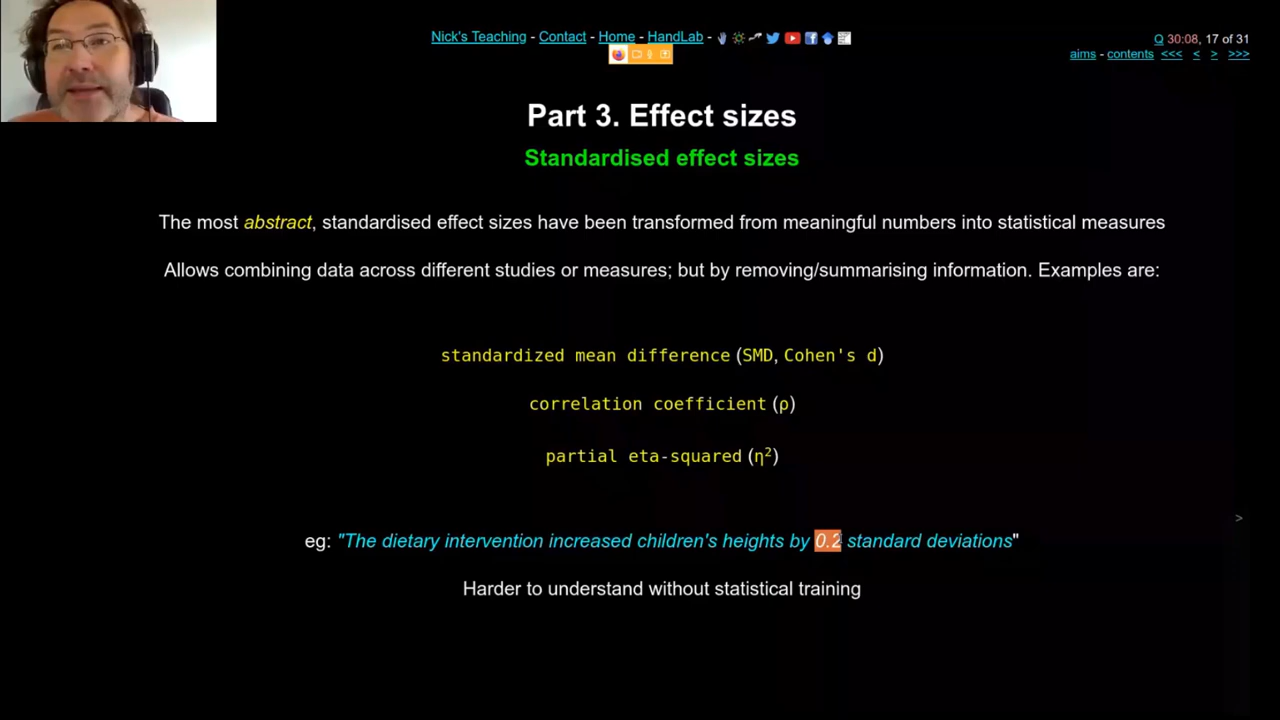 Nick's Teaching - Contact - Home - HandLab -
Q 30:08, 17 of 31
aims - contents <<< < > >>>
Part 3. Effect sizes
Standardised effect sizes
The most abstract, standardised effect sizes have been transformed from meaningful numbers into statistical measures
Allows combining data across different studies or measures; but by removing/summarising information. Examples are:
standardized mean difference (SMD, Cohen's d)
correlation coefficient (ρ)
partial eta-squared (η²)
>
eg: "The dietary intervention increased children's heights by 0.2 standard deviations"
Harder to understand without statistical training